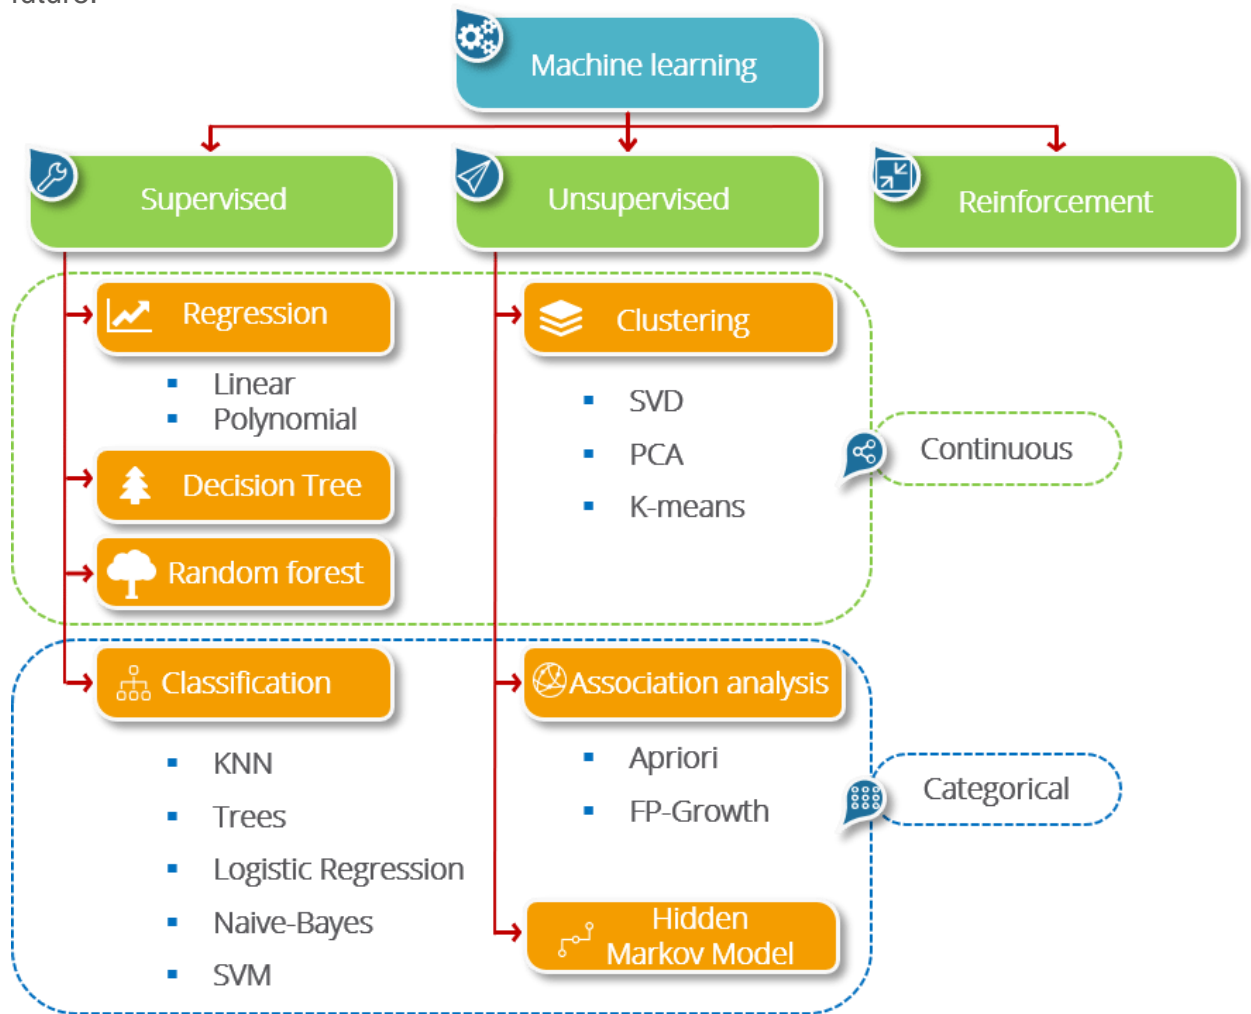 future.
Machine learning
Supervised
Unsupervised
Reinforcement
Regression
Linear
Polynomial
Decision Tree
Random forest
Clustering
SVD
PCA
K-means
Continuous
Classification
KNN
Trees
Logistic Regression
Naive-Bayes
SVM
Association analysis
Apriori
FP-Growth
Hidden
Markov Model
Categorical